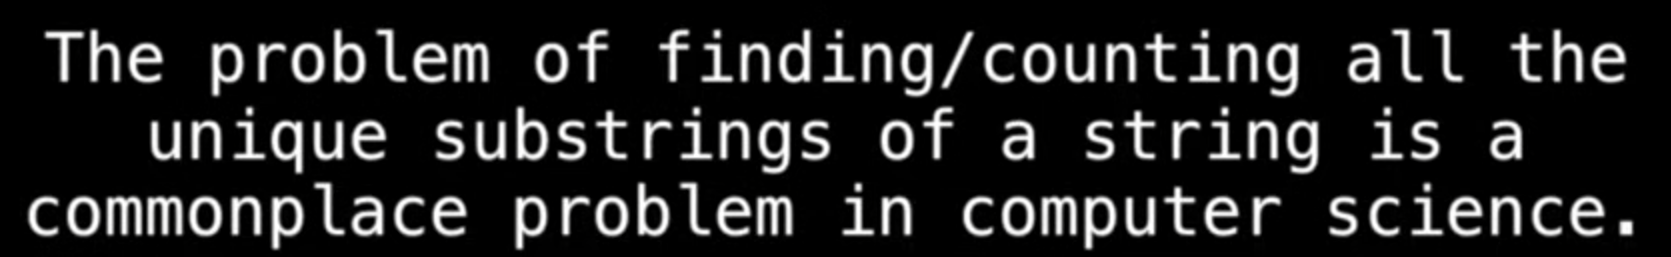 The problem of finding/counting all the
unique substrings of a string is a
commonplace problem in computer science.